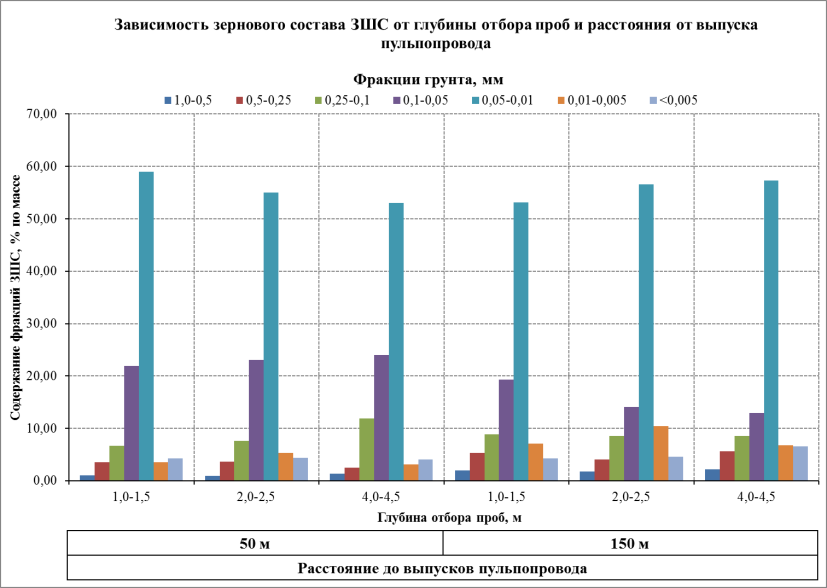 Зависимость зернового состава ЗШС от глубины отбора проб и расстояния от выпуска
пульпопровода
Фракции грунта, мм
1,0-0,5 0,5-0,25 0,25-0,1 0,1-0,05 0,05-0,01 0,01-0,005 <0,005
Содержание фракций ЗШС, % по массе
70,00
60,00
50,00
40,00
30,00
20,00
10,00
0,00
1,0-1,5 2,0-2,5 4,0-4,5 1,0-1,5 2,0-2,5 4,0-4,5
Глубина отбора проб, м
50 м 150 м
Расстояние до выпусков пульпопровода